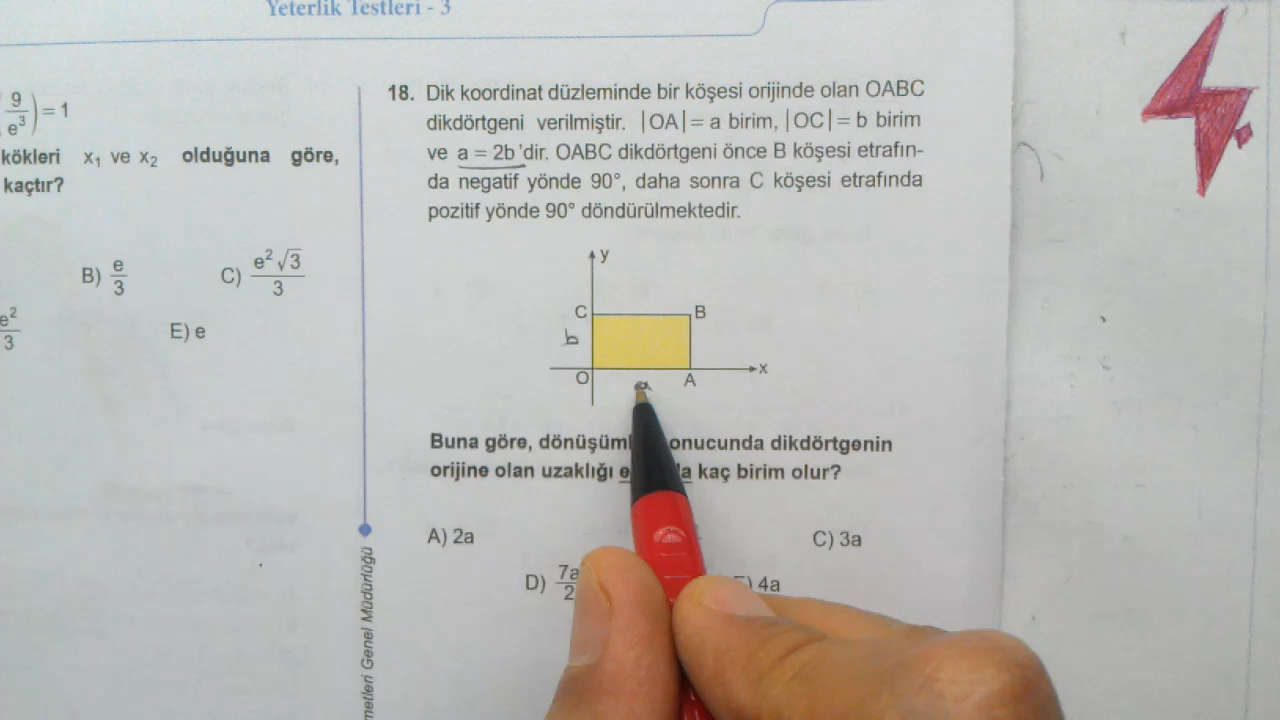 Yeterlik Testleri - 3
9/e³) = 1
kökleri x₁ ve x₂ olduğuna göre,
kaçtır?
B) e/3
C) e²√3/3
e²/3
E) e
metleri Genel Müdürlüğü
18. Dik koordinat düzleminde bir köşesi orijinde olan OABC
dikdörtgeni verilmiştir. |OA| = a birim, |OC| = b birim
ve a = 2b'dir. OABC dikdörtgeni önce B köşesi etrafın-
da negatif yönde 90°, daha sonra C köşesi etrafında
pozitif yönde 90° döndürülmektedir.
y
C B
b
O A x
a
Buna göre, dönüşüml onucunda dikdörtgenin
orijine olan uzaklığı kaç birim olur?
A) 2a
C) 3a
D) 7a/2
) 4a